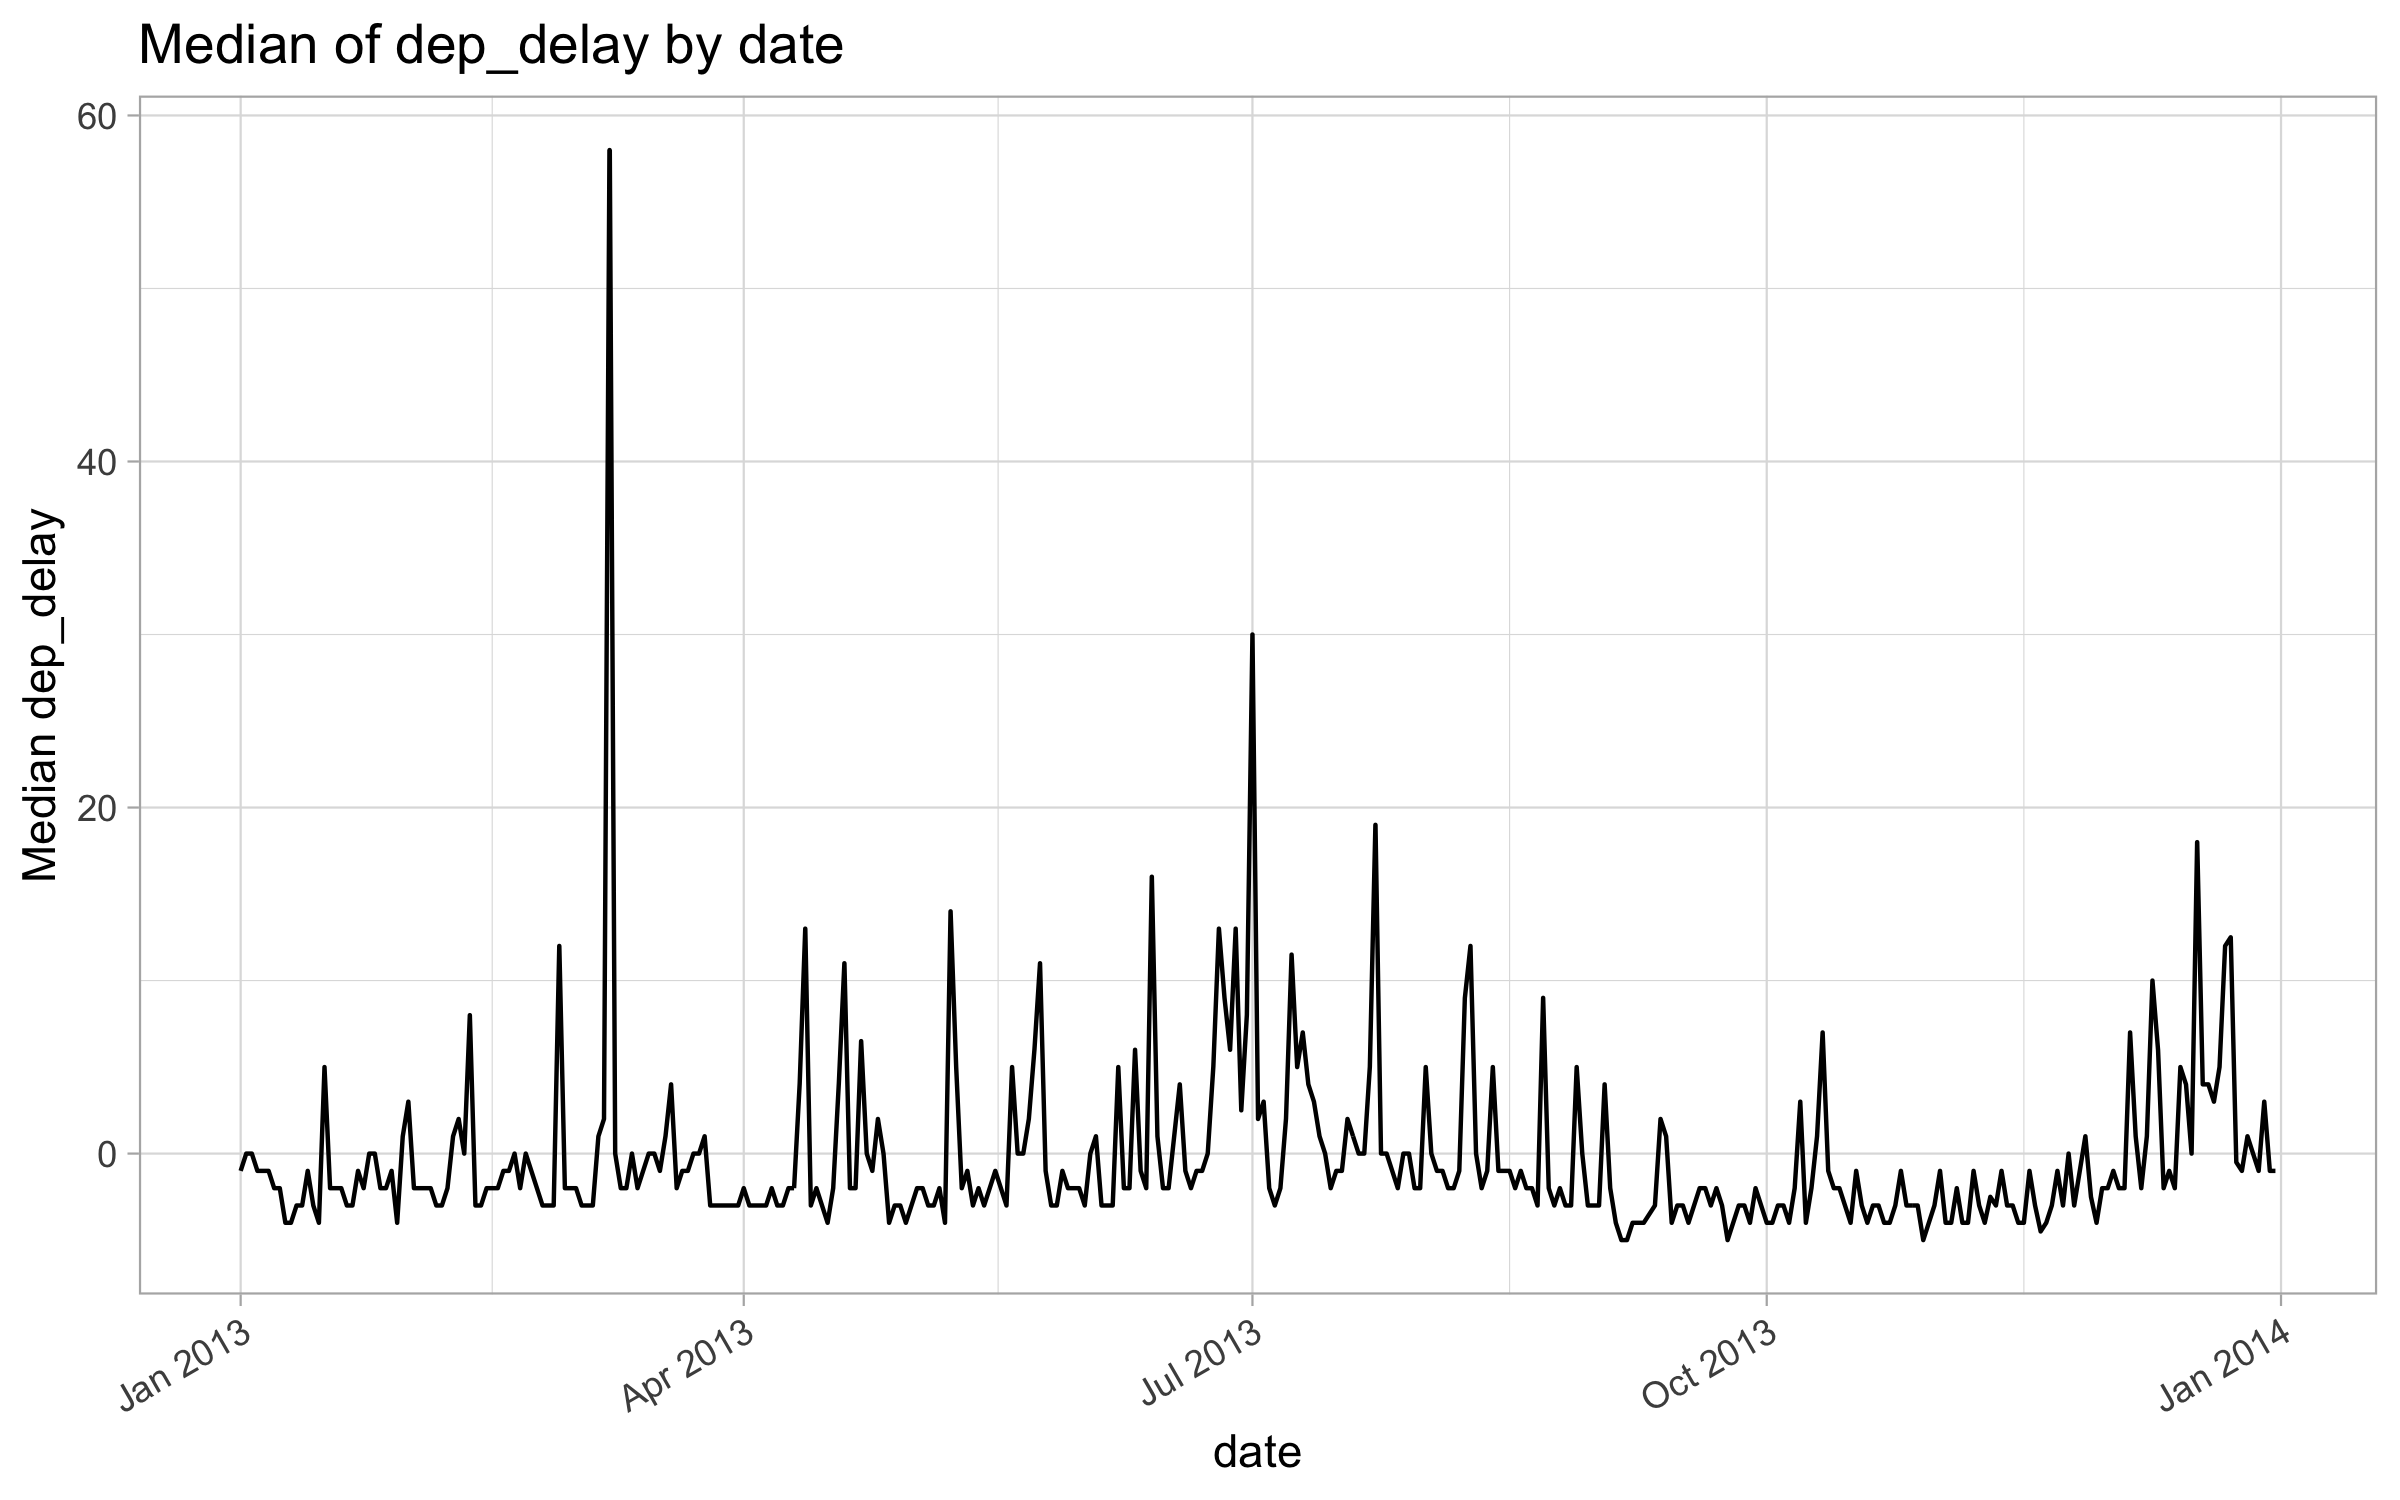 Median of dep_delay by date
Median dep_delay
60
40
20
0
Jan 2013
Apr 2013
Jul 2013
Oct 2013
Jan 2014
date